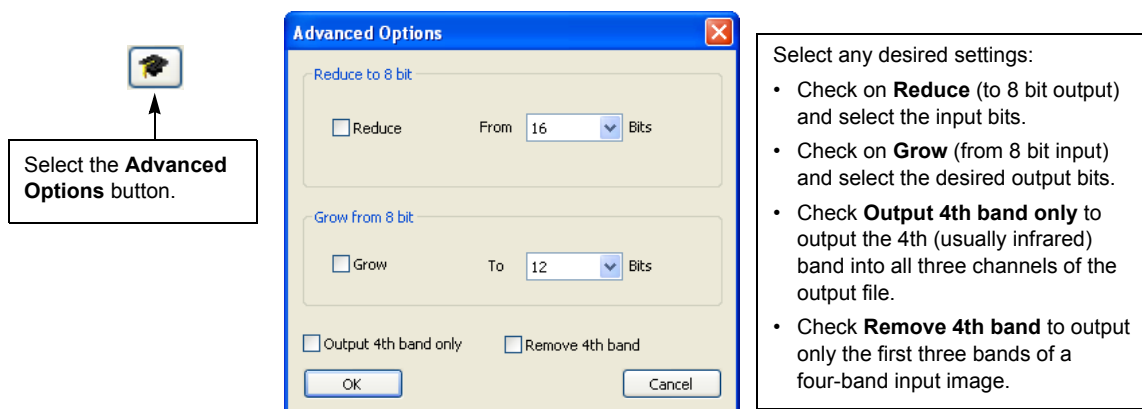 Select the Advanced
Options button.
Advanced Options
Reduce to 8 bit
Reduce From 16 Bits
Grow from 8 bit
Grow To 12 Bits
Output 4th band only Remove 4th band
OK Cancel
Select any desired settings:
• Check on Reduce (to 8 bit output)
and select the input bits.
• Check on Grow (from 8 bit input)
and select the desired output bits.
• Check Output 4th band only to
output the 4th (usually infrared)
band into all three channels of the
output file.
• Check Remove 4th band to output
only the first three bands of a
four-band input image.